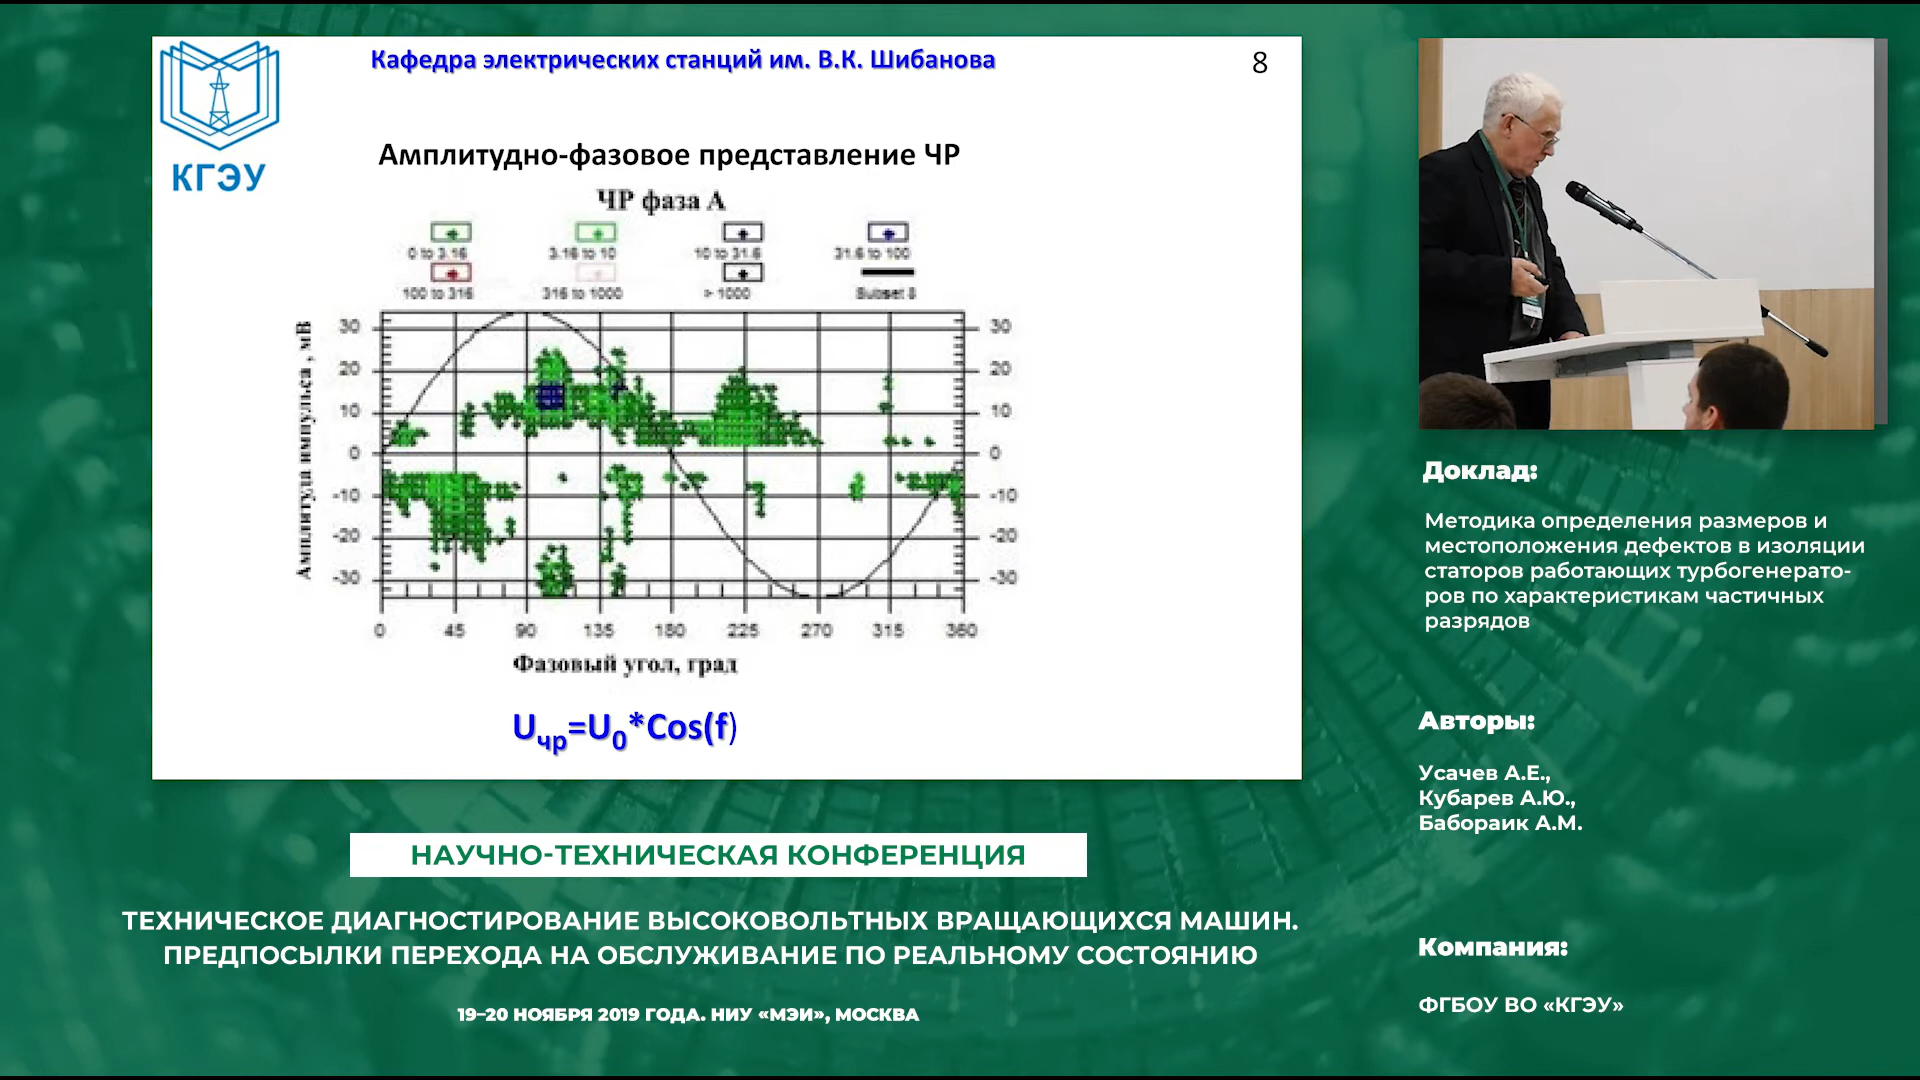 КГЭУ
Кафедра электрических станций им. В.К. Шибанова
8
Амплитудно-фазовое представление ЧР
ЧР фаза А
0 to 3.16
3.16 to 10
10 to 31.6
31.6 to 100
100 to 316
316 to 1000
> 1000
Subset 8
Амплитуда импульса , мВ
30
20
10
0
-10
-20
-30
30
20
10
0
-10
-20
-30
0 45 90 135 180 225 270 315 360
Фазовый угол, град
Uчр=U0*Cos(f)
Доклад:
Методика определения размеров и
местоположения дефектов в изоляции
статоров работающих турбогенерато-
ров по характеристикам частичных
разрядов
Авторы:
Усачев А.Е.,
Кубарев А.Ю.,
Бабораик А.М.
Компания:
ФГБОУ ВО «КГЭУ»
НАУЧНО-ТЕХНИЧЕСКАЯ КОНФЕРЕНЦИЯ
ТЕХНИЧЕСКОЕ ДИАГНОСТИРОВАНИЕ ВЫСОКОВОЛЬТНЫХ ВРАЩАЮЩИХСЯ МАШИН.
ПРЕДПОСЫЛКИ ПЕРЕХОДА НА ОБСЛУЖИВАНИЕ ПО РЕАЛЬНОМУ СОСТОЯНИЮ
19–20 НОЯБРЯ 2019 ГОДА. НИУ «МЭИ», МОСКВА